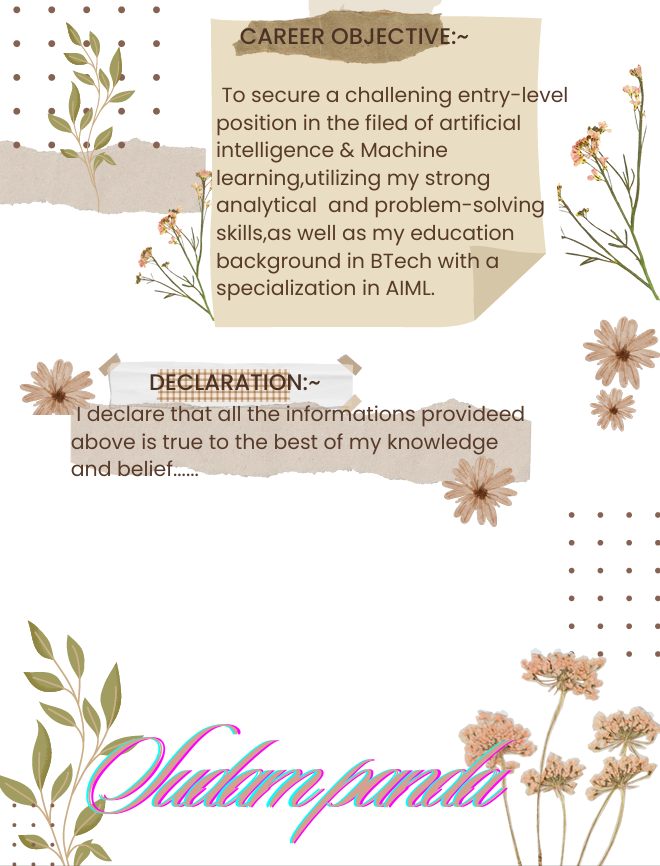 CAREER OBJECTIVE:~
To secure a challening entry-level
position in the filed of artificial
intelligence & Machine
learning,utilizing my strong
analytical and problem-solving
skills,as well as my education
background in BTech with a
specialization in AIML.
DECLARATION:~
I declare that all the informations provideed
above is true to the best of my knowledge
and belief......
Sudam panda